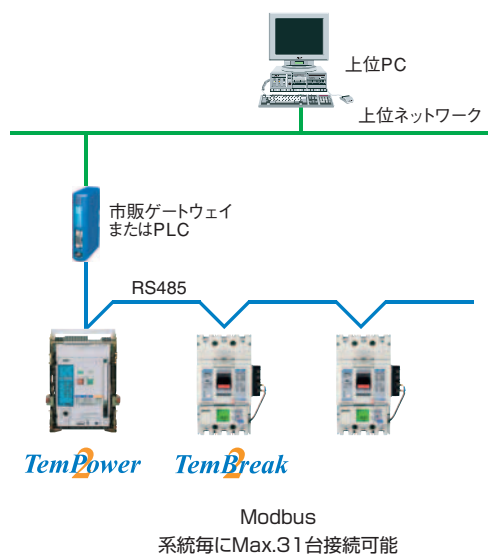 上位PC
上位ネットワーク
市販ゲートウェイ
またはPLC
RS485
TemPower2
TemBreak2
Modbus
系統毎にMax.31台接続可能